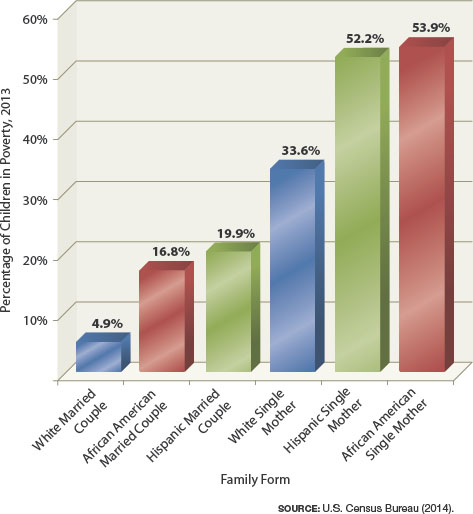 Percentage of Children in Poverty, 2013
60%
50%
40%
30%
20%
10%
4.9%
16.8%
19.9%
33.6%
52.2%
53.9%
White Married
Couple
African American
Married Couple
Hispanic Married
Couple
White Single
Mother
Hispanic Single
Mother
African American
Single Mother
Family Form
SOURCE: U.S. Census Bureau (2014).